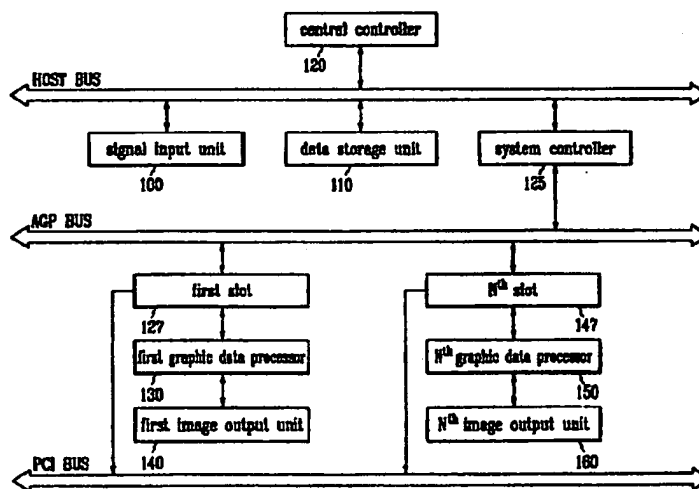 central controller
120
HOST BUS
signal input unit
data storage unit
system controller
100
110
125
AGP BUS
first slot
Nth slot
127
147
first graphic data processor
Nth graphic data processor
130
150
first image output unit
Nth image output unit
140
160
PCI BUS